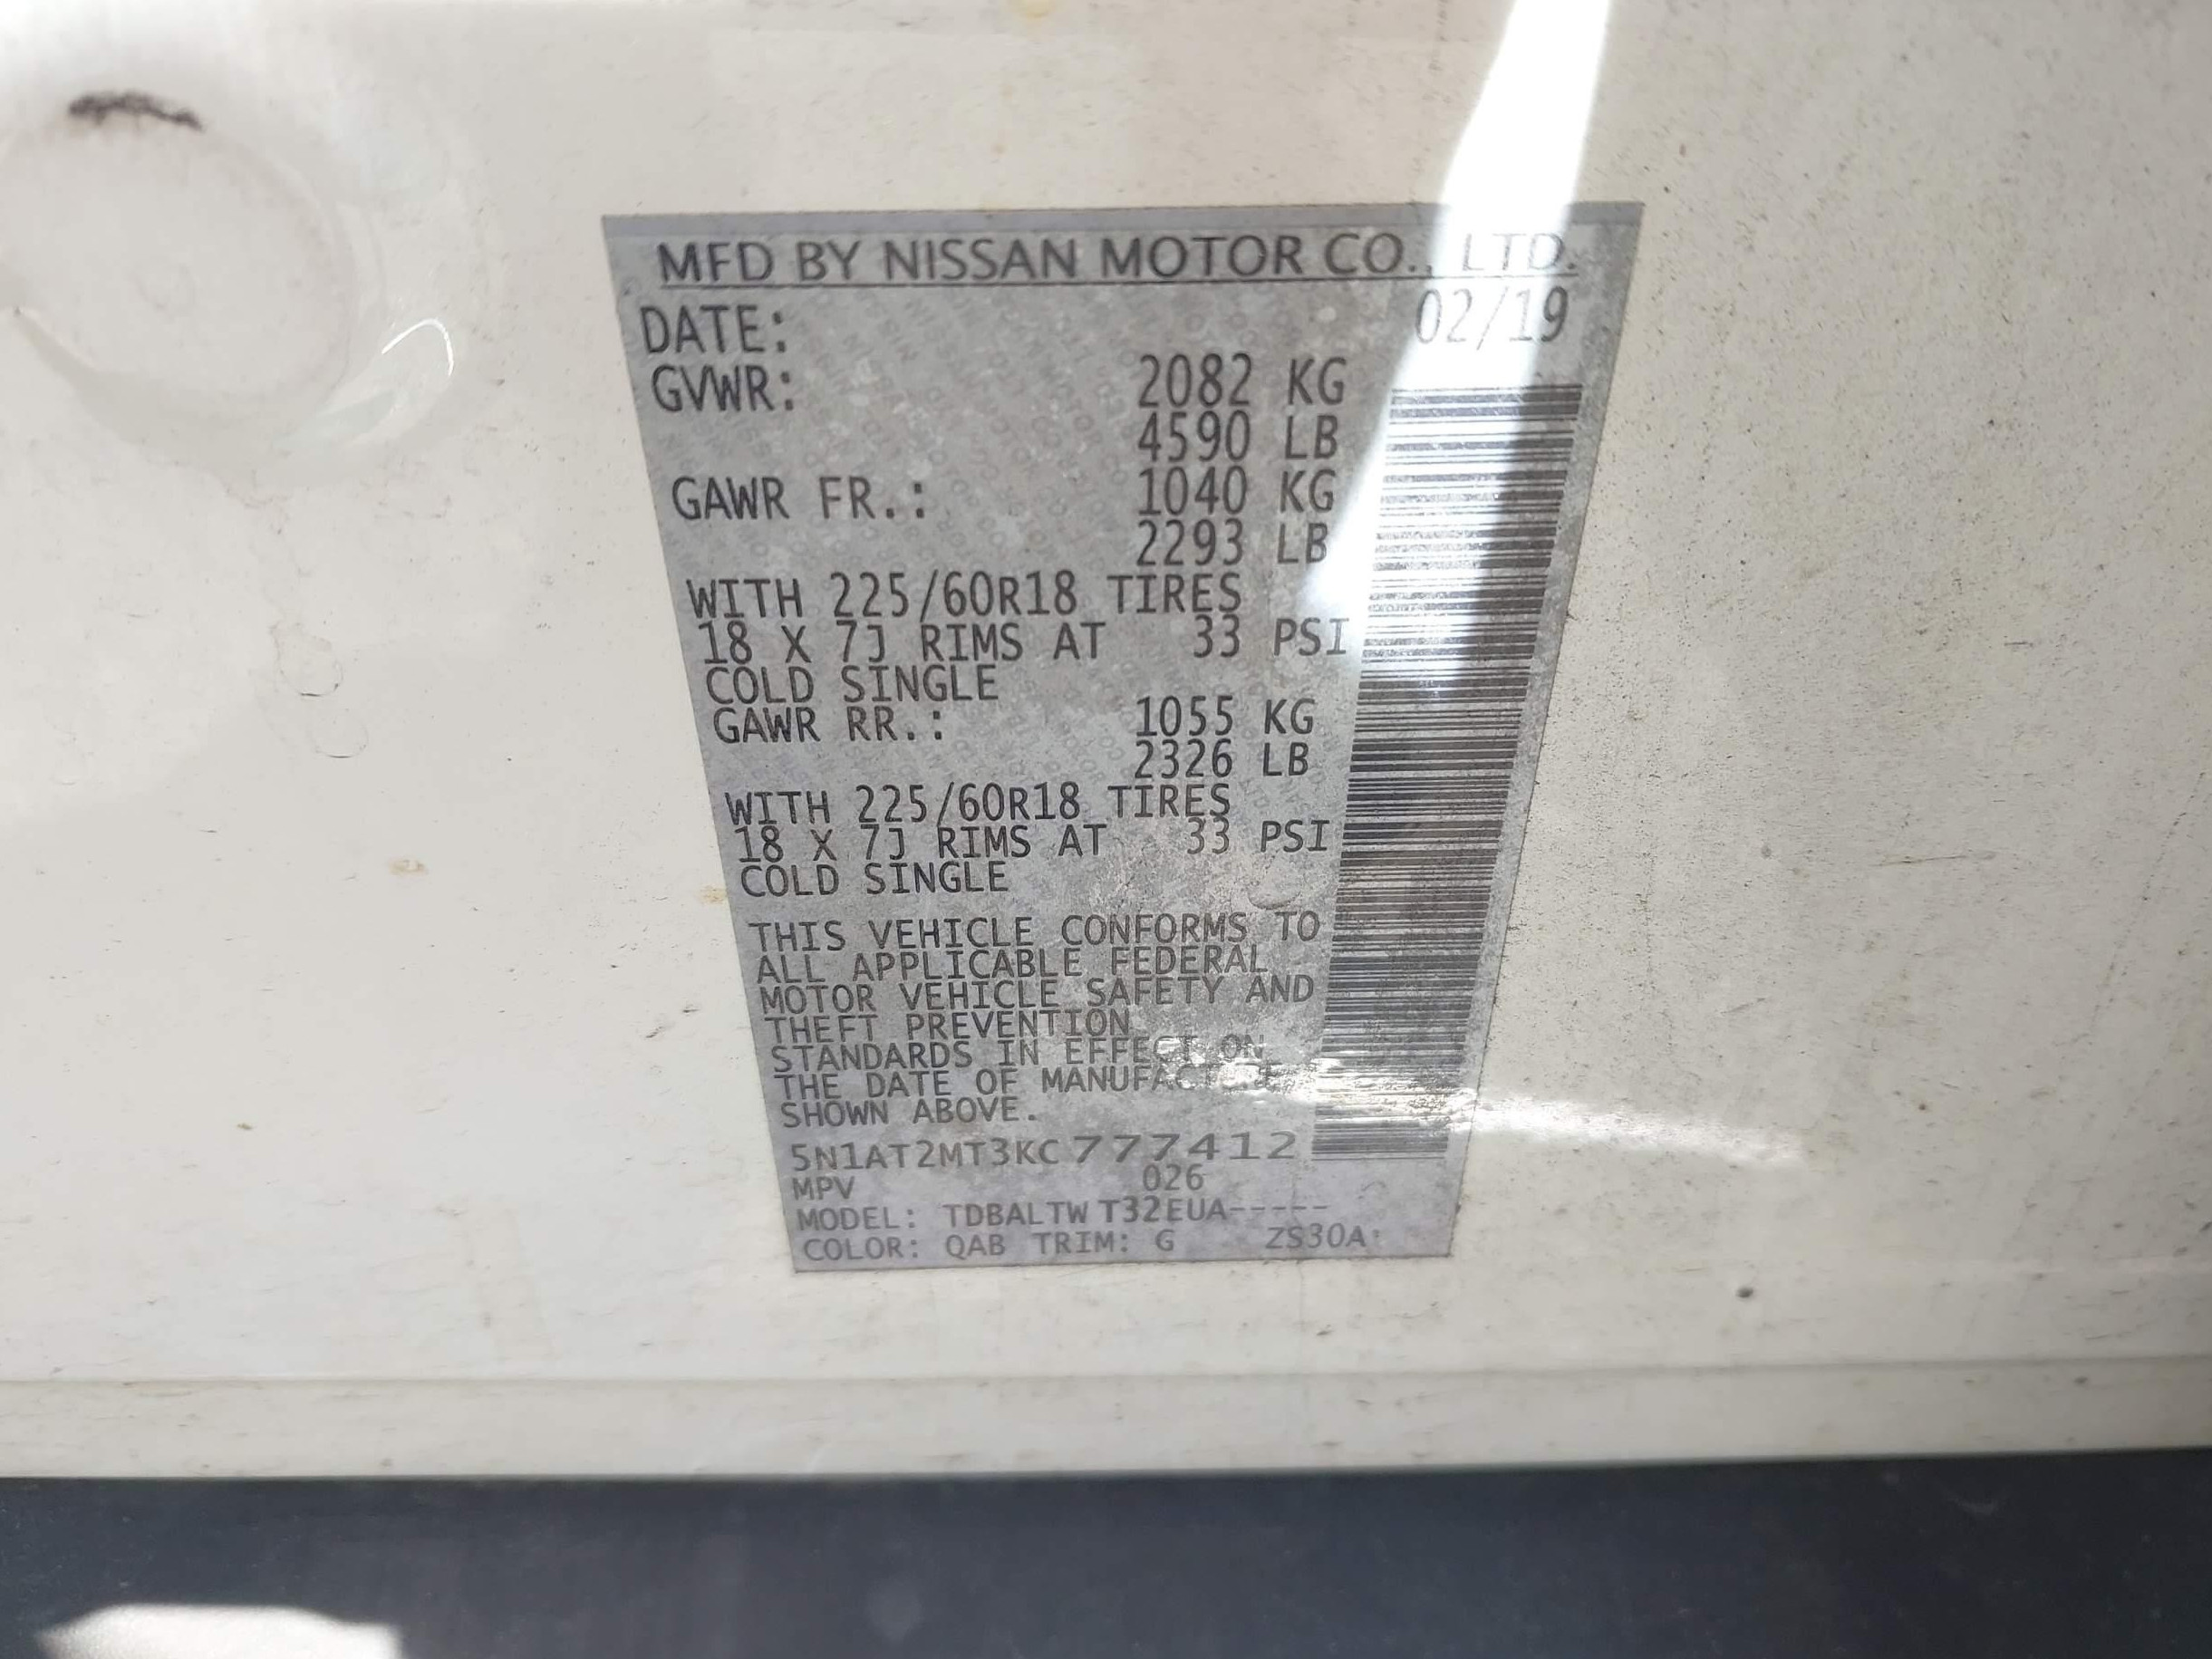 MFD BY NISSAN MOTOR CO., LTD.
DATE: 02/19
GVWR: 2082 KG
4590 LB
GAWR FR.: 1040 KG
2293 LB
WITH 225/60R18 TIRES
18 X 7J RIMS AT 33 PSI
COLD SINGLE
GAWR RR.: 1055 KG
2326 LB
WITH 225/60R18 TIRES
18 X 7J RIMS AT 33 PSI
COLD SINGLE
THIS VEHICLE CONFORMS TO
ALL APPLICABLE FEDERAL
MOTOR VEHICLE SAFETY AND
THEFT PREVENTION
STANDARDS IN EFFECT ON
THE DATE OF MANUFACTURE
SHOWN ABOVE.
5N1AT2MT3KC777412
MPV 026
MODEL: TDBALTW T32EUA-----
COLOR: QAB TRIM: G ZS30A